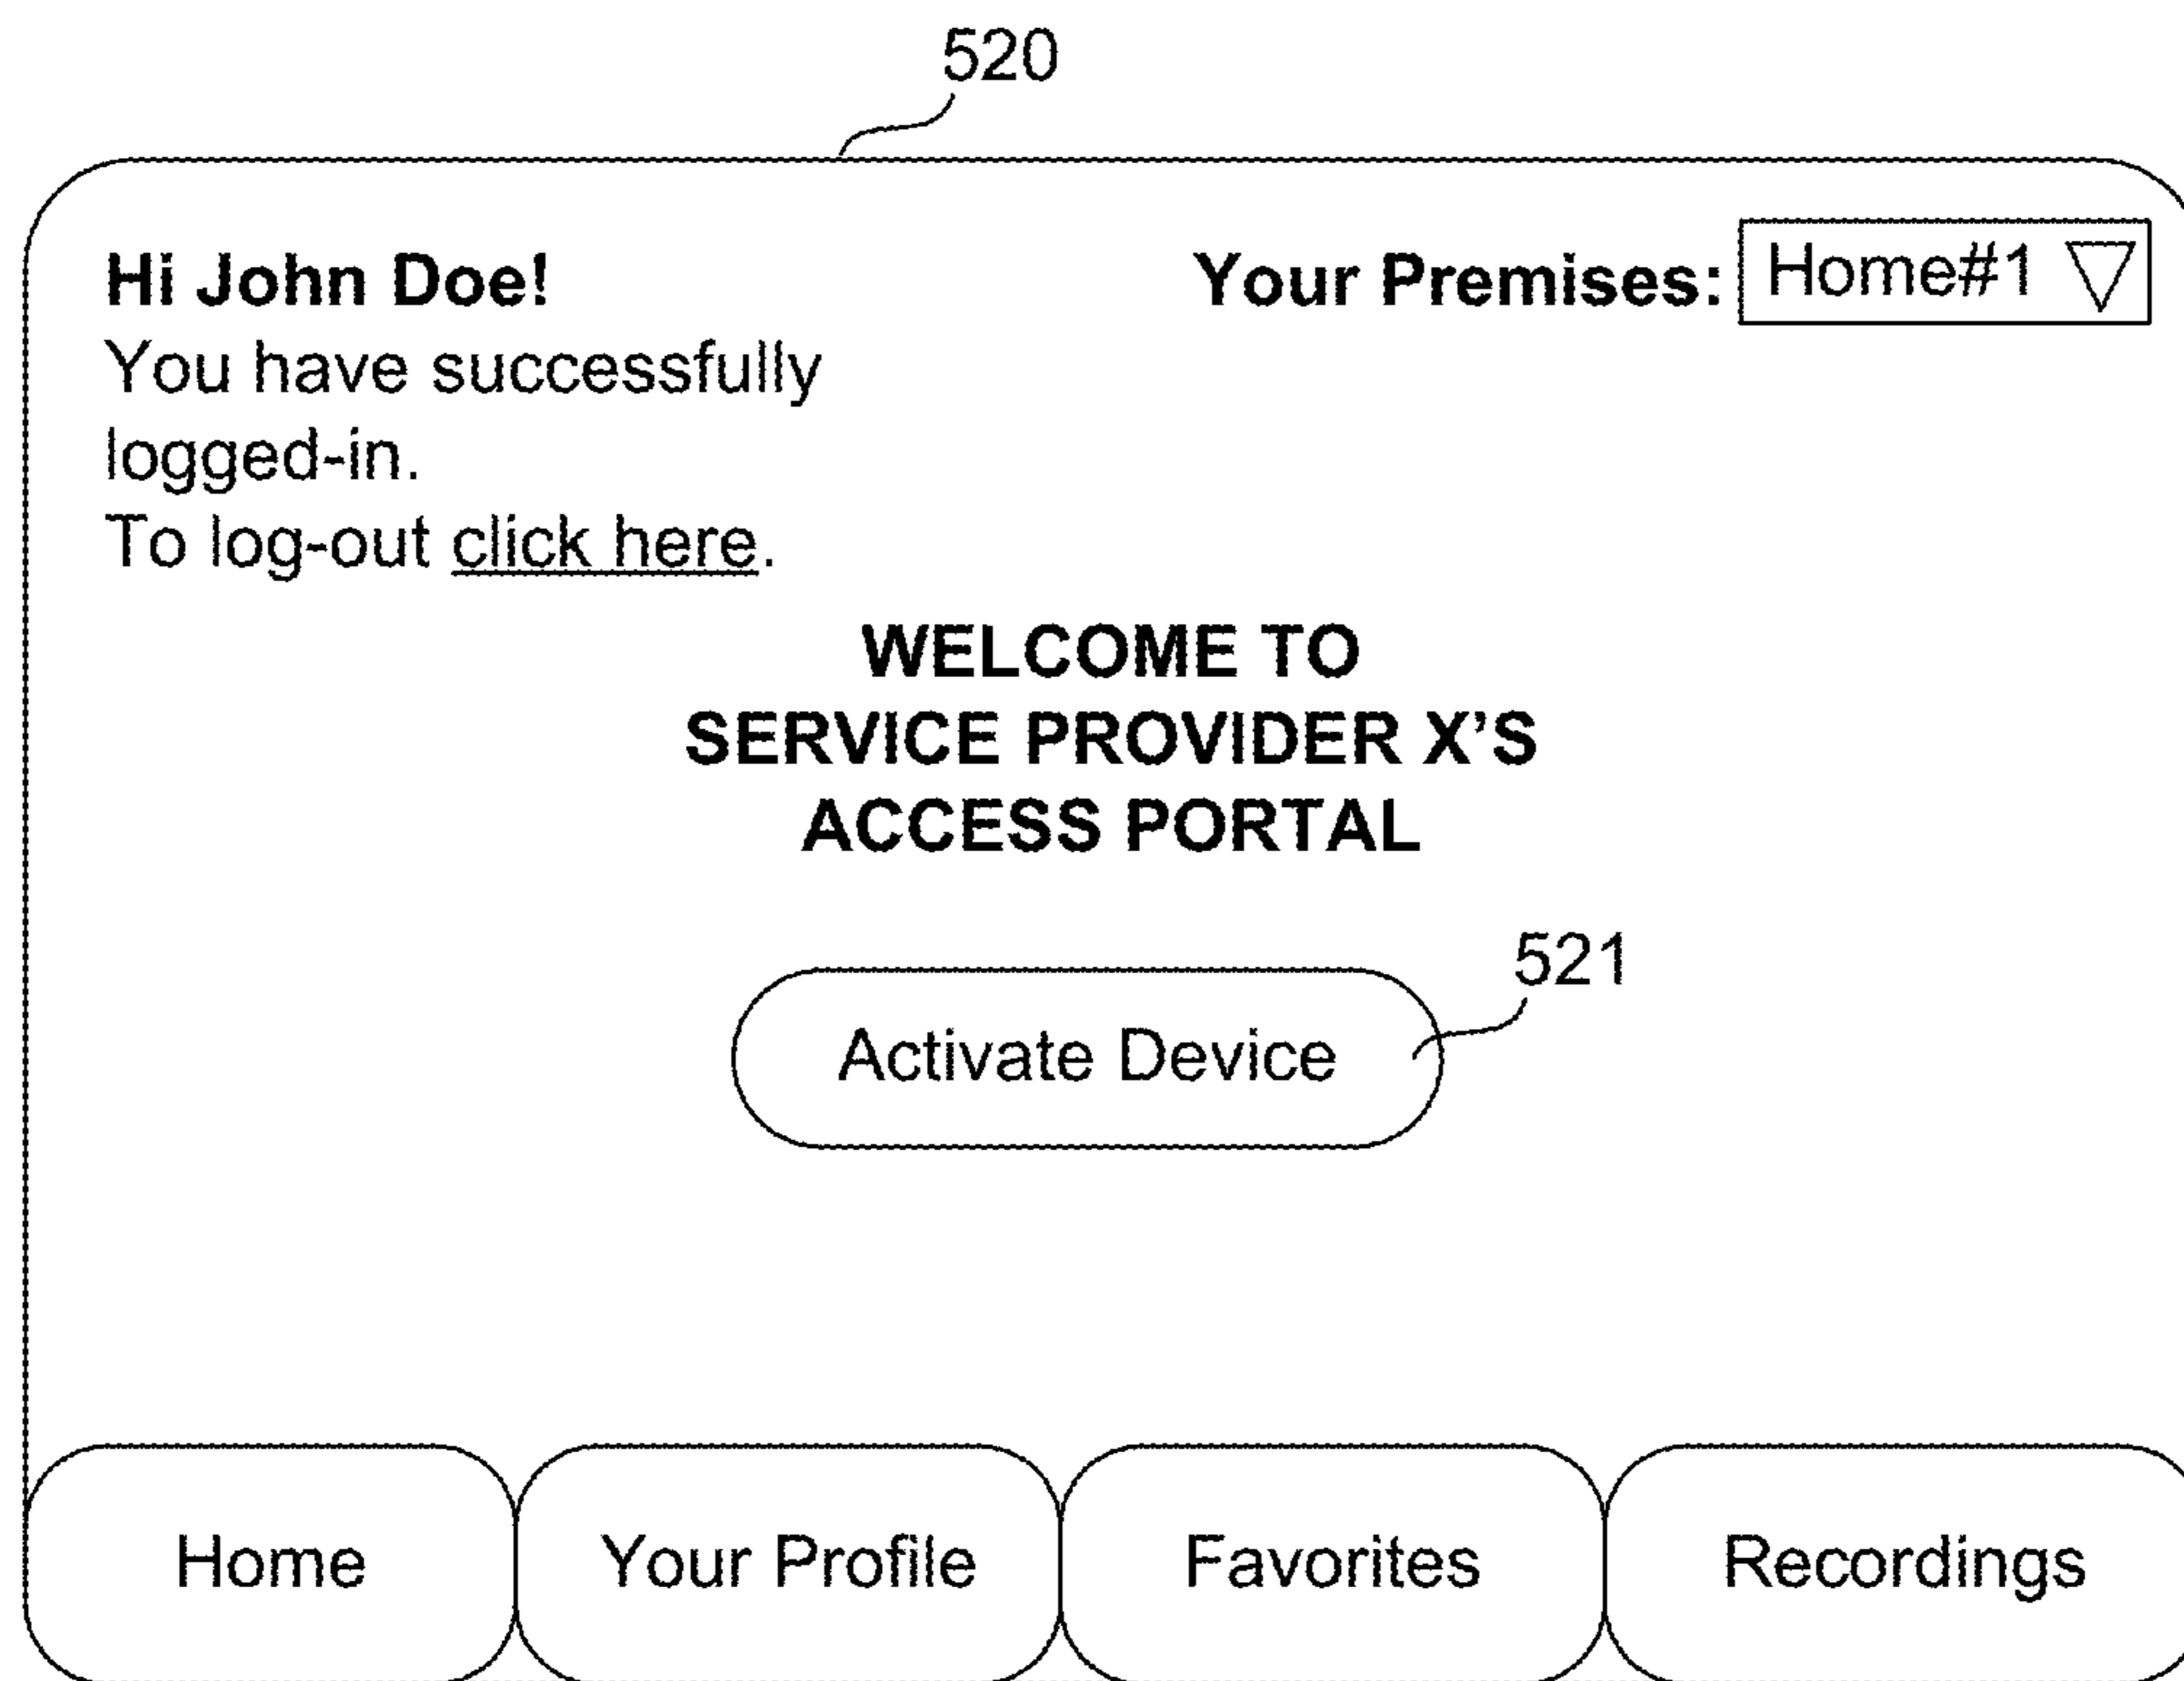 520
Hi John Doe!
Your Premises: Home#1
You have successfully
logged-in.
To log-out click here.
WELCOME TO
SERVICE PROVIDER X’S
ACCESS PORTAL
521
Activate Device
Home Your Profile Favorites Recordings